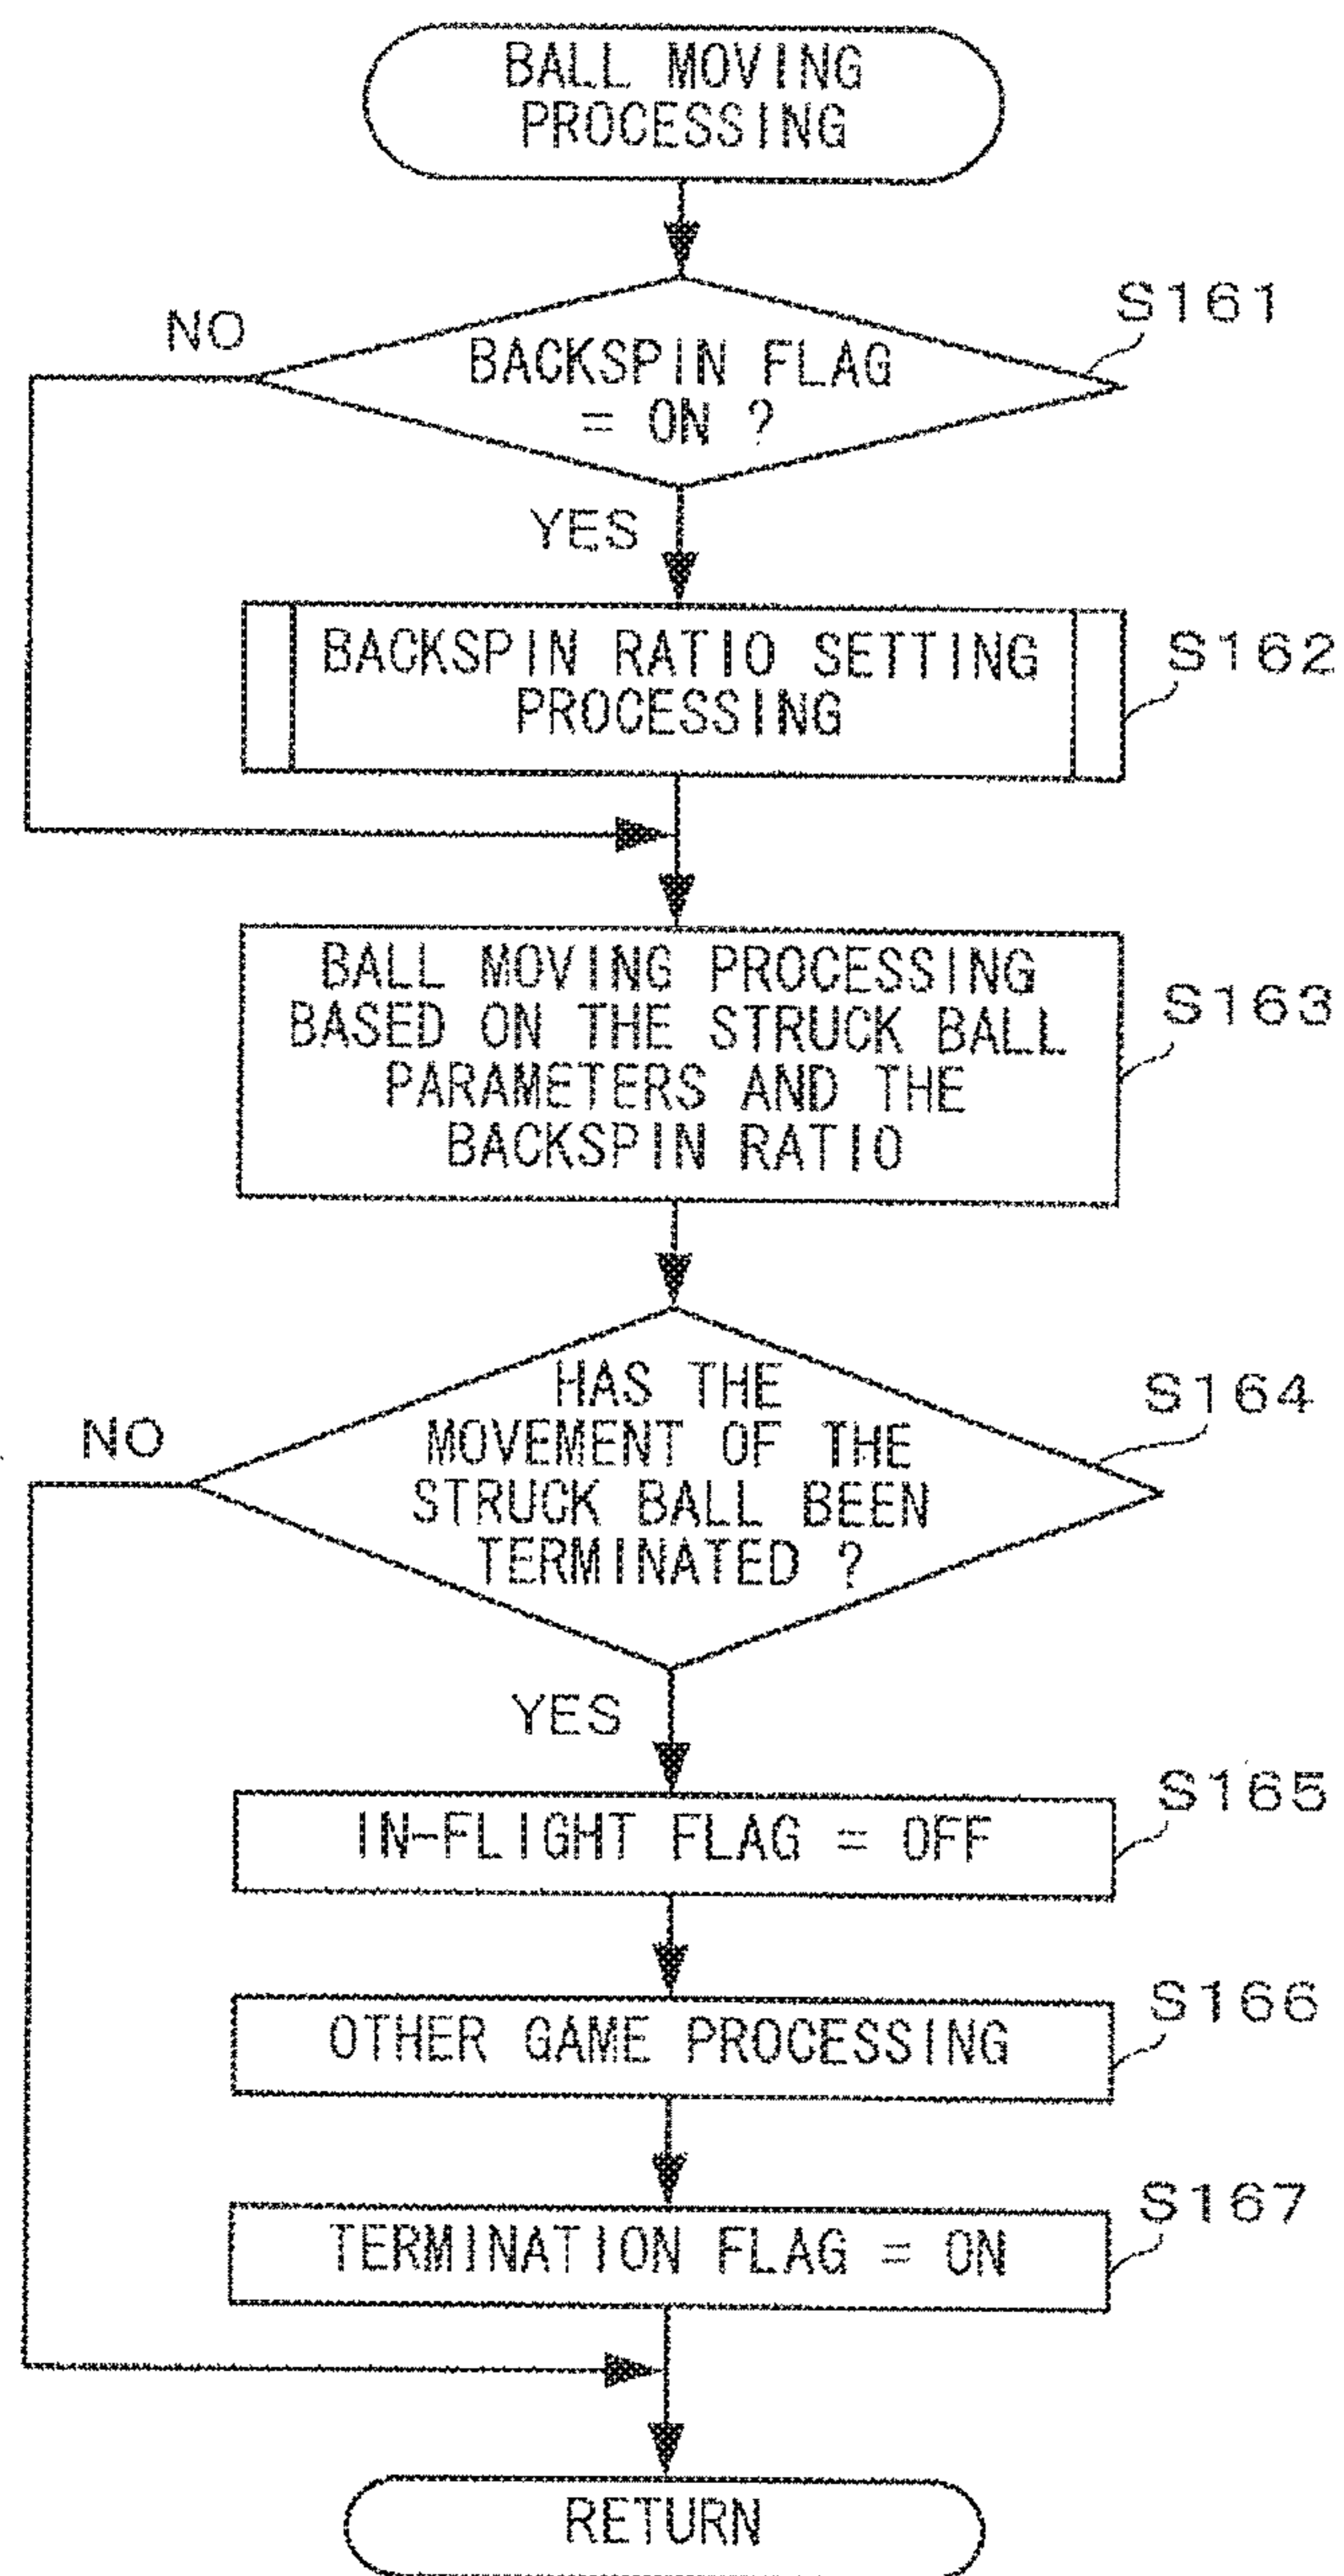 BALL MOVING
PROCESSING
S161
NO
BACKSPIN FLAG
= ON ?
YES
S162
BACKSPIN RATIO SETTING
PROCESSING
BALL MOVING PROCESSING
BASED ON THE STRUCK BALL
PARAMETERS AND THE
BACKSPIN RATIO
S163
HAS THE
MOVEMENT OF THE
STRUCK BALL BEEN
TERMINATED ?
S164
NO
YES
S165
IN-FLIGHT FLAG = OFF
S166
OTHER GAME PROCESSING
S167
TERMINATION FLAG = ON
RETURN